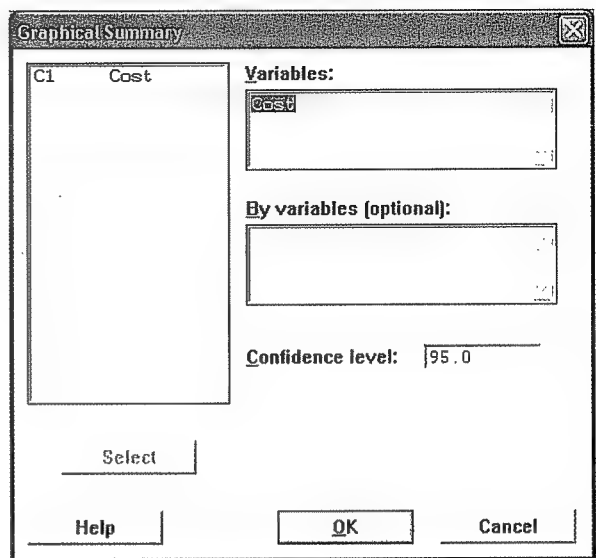 Graphical Summary
C1 Cost
Variables:
Cost
By variables (optional):
Confidence level: 95.0
Select
Help OK Cancel